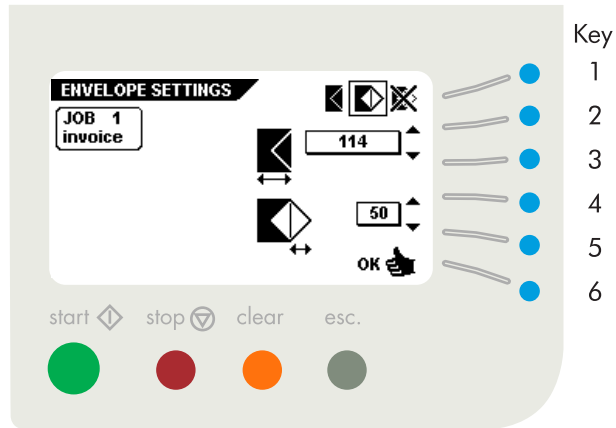 Key
ENVELOPE SETTINGS
1
JOB 1
invoice
2
114
3
4
50
5
OK
6
start stop clear esc.